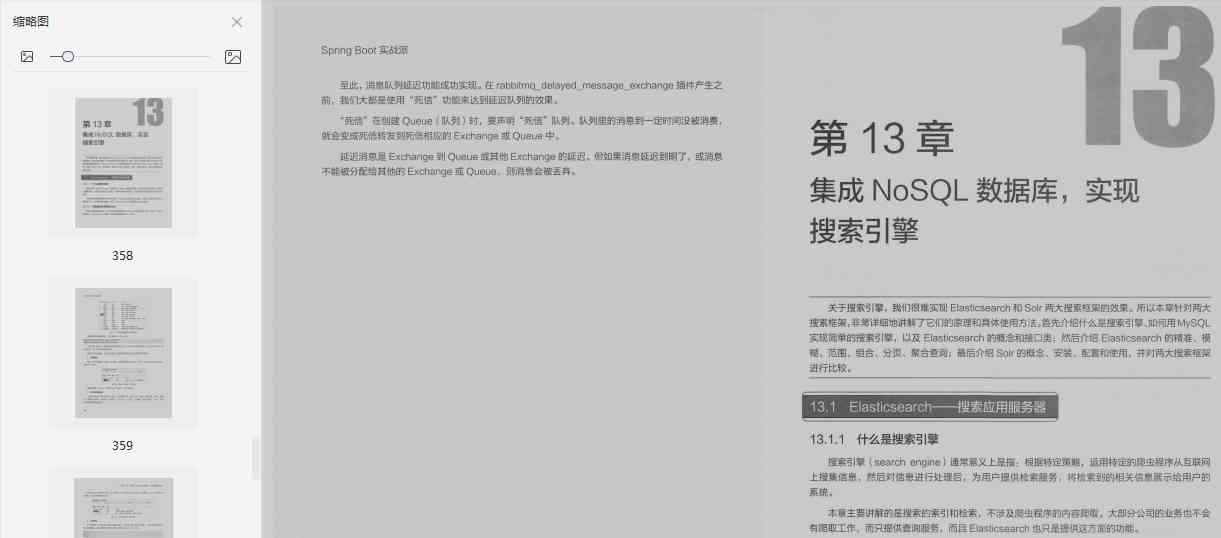 缩略图
358
359
Spring Boot 实战派
至此，消息队列延迟功能成功实现。在 rabbitmq_delayed_message_exchange 插件产生之
前，我们大都是使用“死信”功能来达到延迟队列的效果。
“死信”在创建 Queue（队列）时，要声明“死信”队列。队列里的消息到一定时间没被消费，
就会变成死信转发到死信相应的 Exchange 或 Queue 中。
延迟消息是 Exchange 到 Queue 或其他 Exchange 的延迟。但如果消息延迟到期了，或消息
不能被分配给其他的 Exchange 或 Queue，则消息会被丢弃。
13
第 13 章
集成 NoSQL 数据库，实现
搜索引擎
关于搜索引擎，我们很难实现 Elasticsearch 和 Solr 两大搜索框架的效果。所以本章针对两大
搜索框架，非常详细地讲解了它们的原理和具体使用方法。首先介绍什么是搜索引擎、如何用 MySQL
实现简单的搜索引擎，以及 Elasticsearch 的概念和接口类；然后介绍 Elasticsearch 的精准、模
糊、范围、组合、分页、聚合查询；最后介绍 Solr 的概念、安装、配置和使用，并对两大搜索框架
进行比较。
13.1 Elasticsearch——搜索应用服务器
13.1.1 什么是搜索引擎
搜索引擎（search engine）通常意义上是指：根据特定策略，运用特定的爬虫程序从互联网
上搜集信息，然后对信息进行处理后，为用户提供检索服务，将检索到的相关信息展示给用户的
系统。
本章主要讲解的是搜索的索引和检索，不涉及爬虫程序的内容爬取。大部分公司的业务也不会
有爬取工作，而只提供查询服务，而且 Elasticsearch 也只是提供这方面的功能。